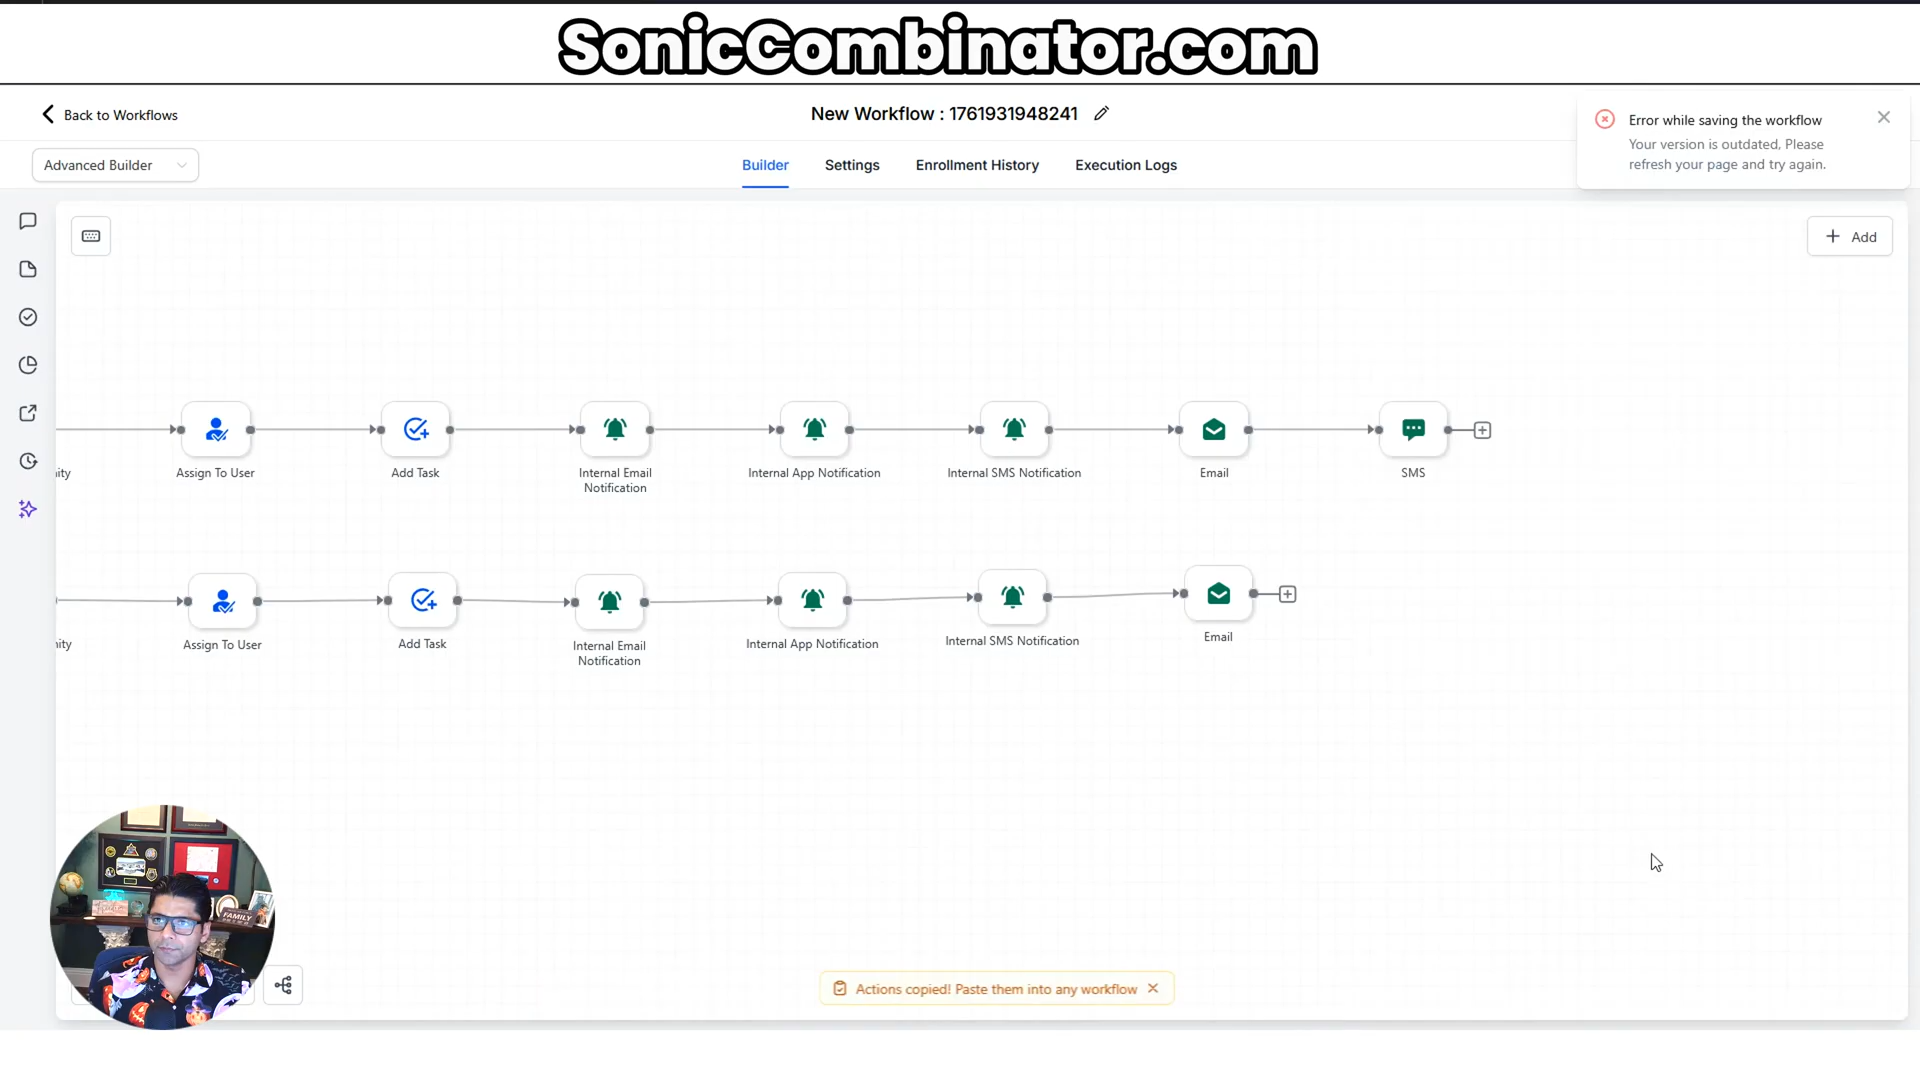 SonicCombinator.com
Back to Workflows
New Workflow : 1761931948241
Error while saving the workflow
Your version is outdated, Please
refresh your page and try again.
Advanced Builder
Builder
Settings
Enrollment History
Execution Logs
Add
ity
Assign To User
Add Task
Internal Email
Notification
Internal App Notification
Internal SMS Notification
Email
SMS
ity
Assign To User
Add Task
Internal Email
Notification
Internal App Notification
Internal SMS Notification
Email
FAMILY
Actions copied! Paste them into any workflow